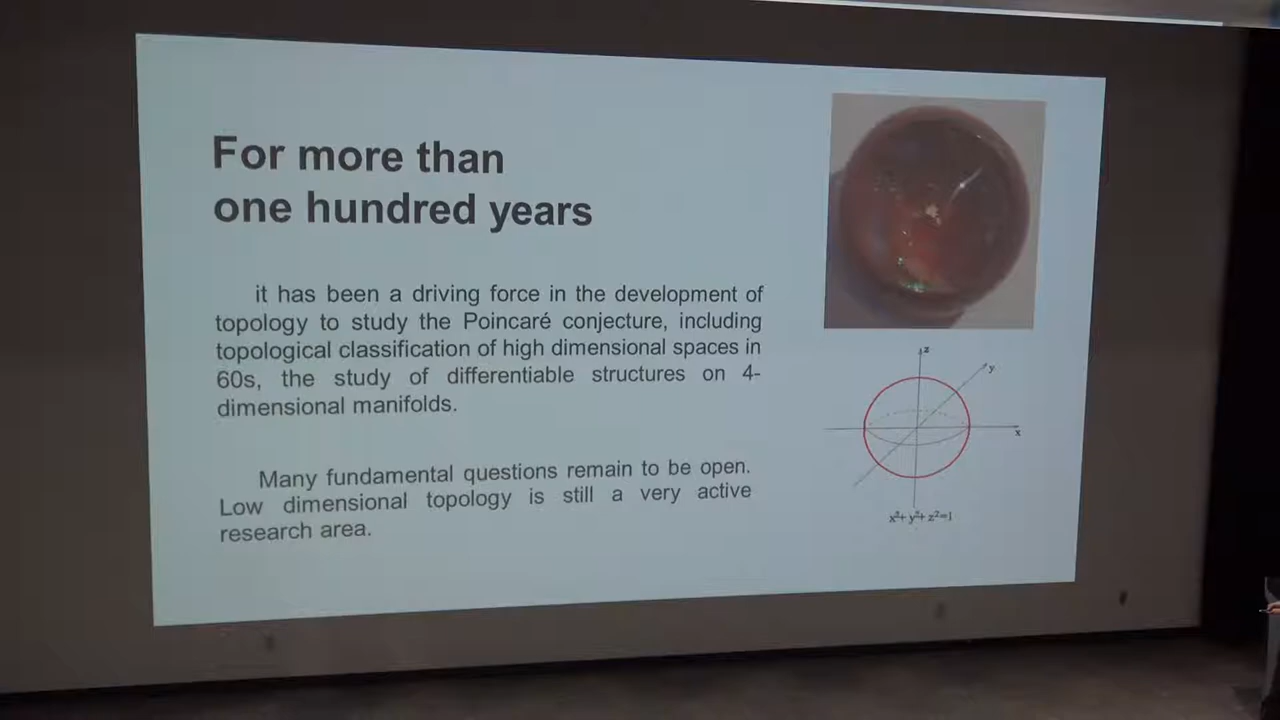 For more than
one hundred years
it has been a driving force in the development of
topology to study the Poincaré conjecture, including
topological classification of high dimensional spaces in
60s, the study of differentiable structures on 4-
dimensional manifolds.
Many fundamental questions remain to be open.
Low dimensional topology is still a very active
research area.
z
y
x
x²+ y²+ z²=1